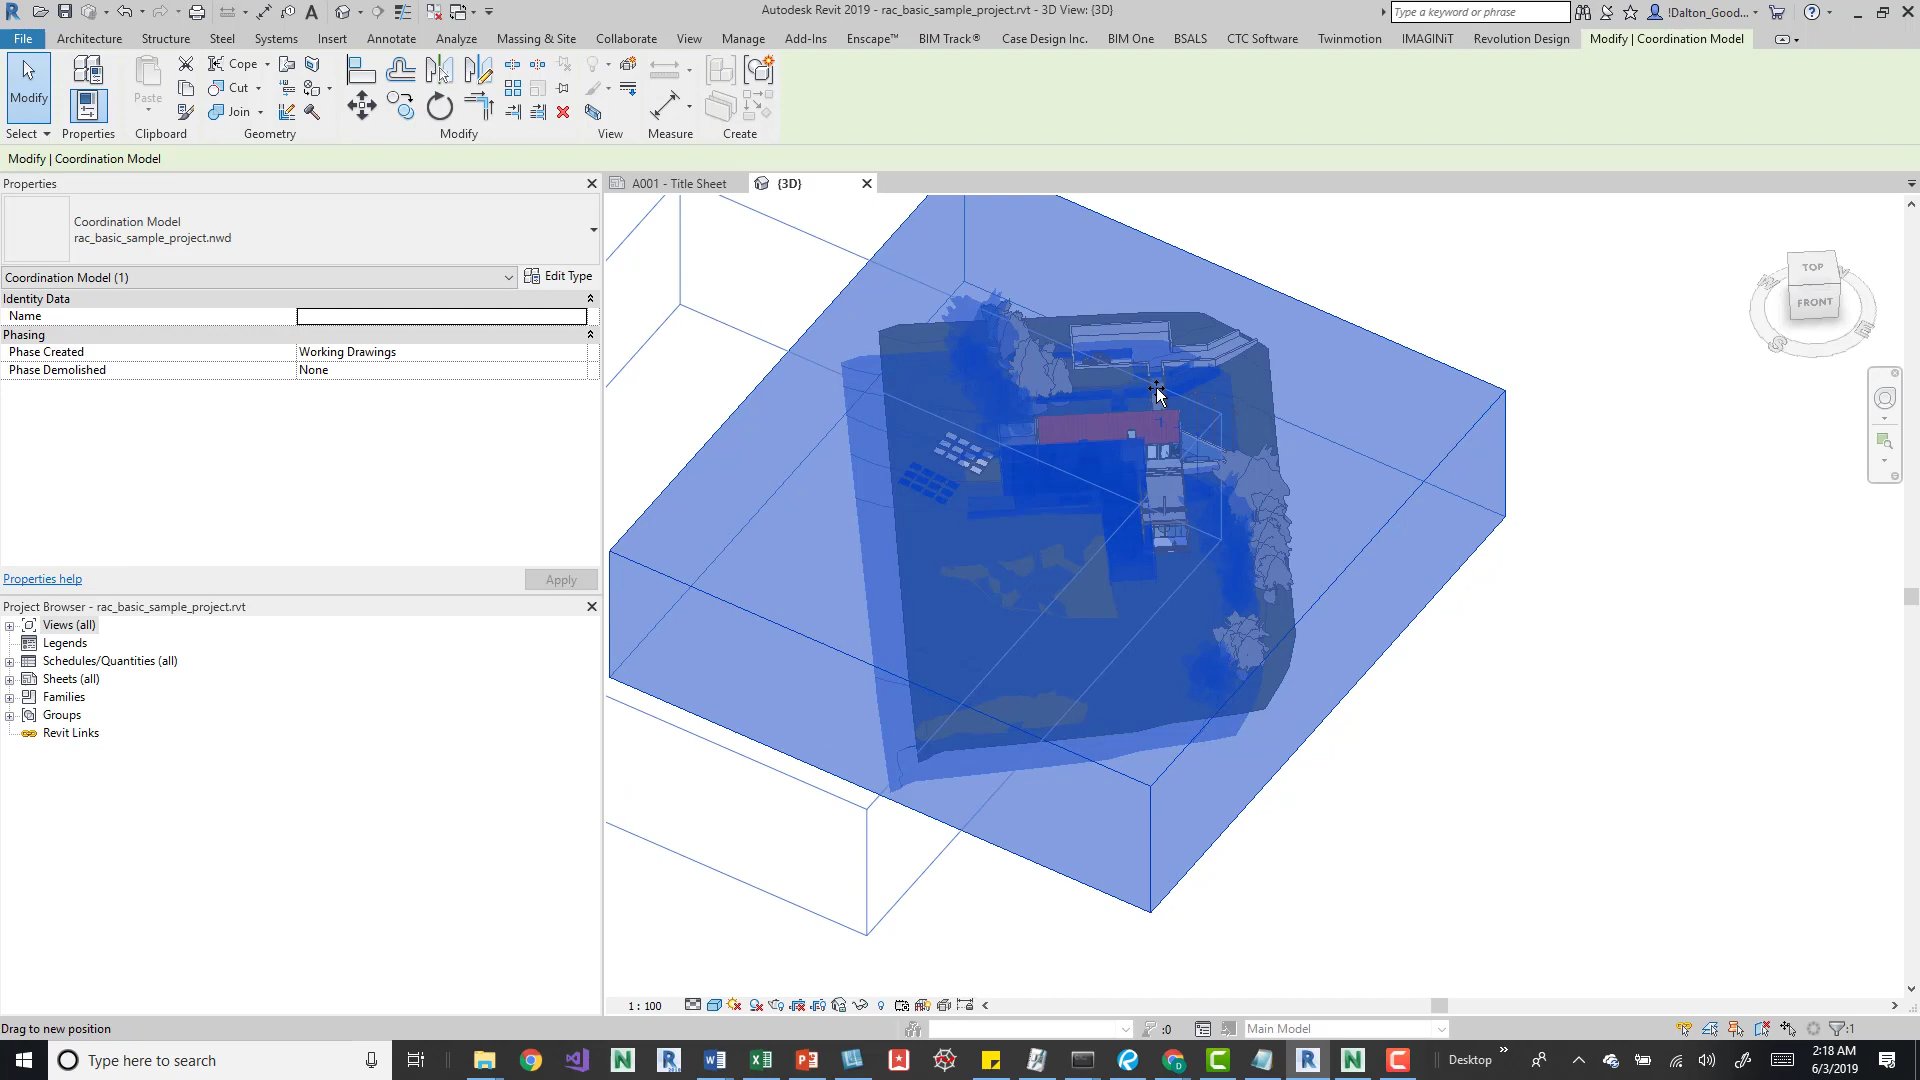 Autodesk Revit 2019 - rac_basic_sample_project.rvt - 3D View: {3D}
Type a keyword or phrase
!Dalton_Good...
File Architecture Structure Steel Systems Insert Annotate Analyze Massing & Site Collaborate View Manage Add-Ins Enscape™ BIM Track® Case Design Inc. BIM One BSALS CTC Software Twinmotion IMAGINiT Revolution Design Modify | Coordination Model
Modify
Paste
Cope
Cut
Join
Select Properties Clipboard Geometry Modify View Measure Create
Modify | Coordination Model
Properties
A001 - Title Sheet
{3D}
Coordination Model
rac_basic_sample_project.nwd
Coordination Model (1)
Edit Type
Identity Data
Name
Phasing
Phase Created Working Drawings
Phase Demolished None
Properties help
Apply
Project Browser - rac_basic_sample_project.rvt
Views (all)
Legends
Schedules/Quantities (all)
Sheets (all)
Families
Groups
Revit Links
TOP
FRONT
W
S
E
1 : 100
Drag to new position
:0
Main Model
:1
Type here to search
Desktop
2:18 AM
6/3/2019